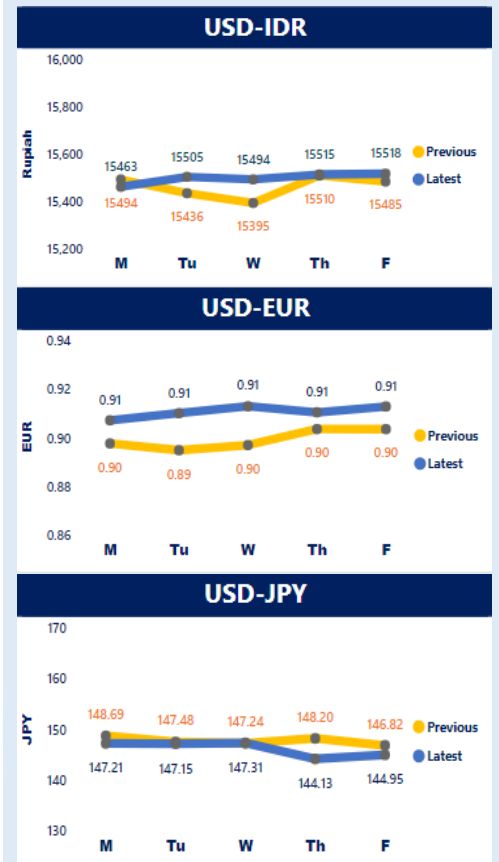 USD-IDR
16,000
15,800
15,600
15,400
15,200
Rupiah
15463 15505 15494 15515 15518
15494 15436 15395 15510 15485
M Tu W Th F
Previous
Latest
USD-EUR
0.94
0.92
0.90
0.88
0.86
EUR
0.91 0.91 0.91 0.91 0.91
0.90 0.89 0.90 0.90 0.90
M Tu W Th F
Previous
Latest
USD-JPY
170
160
150
140
130
JPY
148.69 147.48 147.24 148.20 146.82
147.21 147.15 147.31 144.13 144.95
M Tu W Th F
Previous
Latest